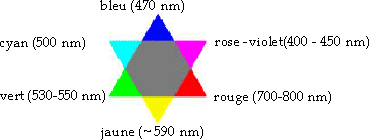 bleu (470 nm)
cyan (500 nm)
rose -violet(400 - 450 nm)
vert (530-550 nm)
rouge (700-800 nm)
jaune (~590 nm)